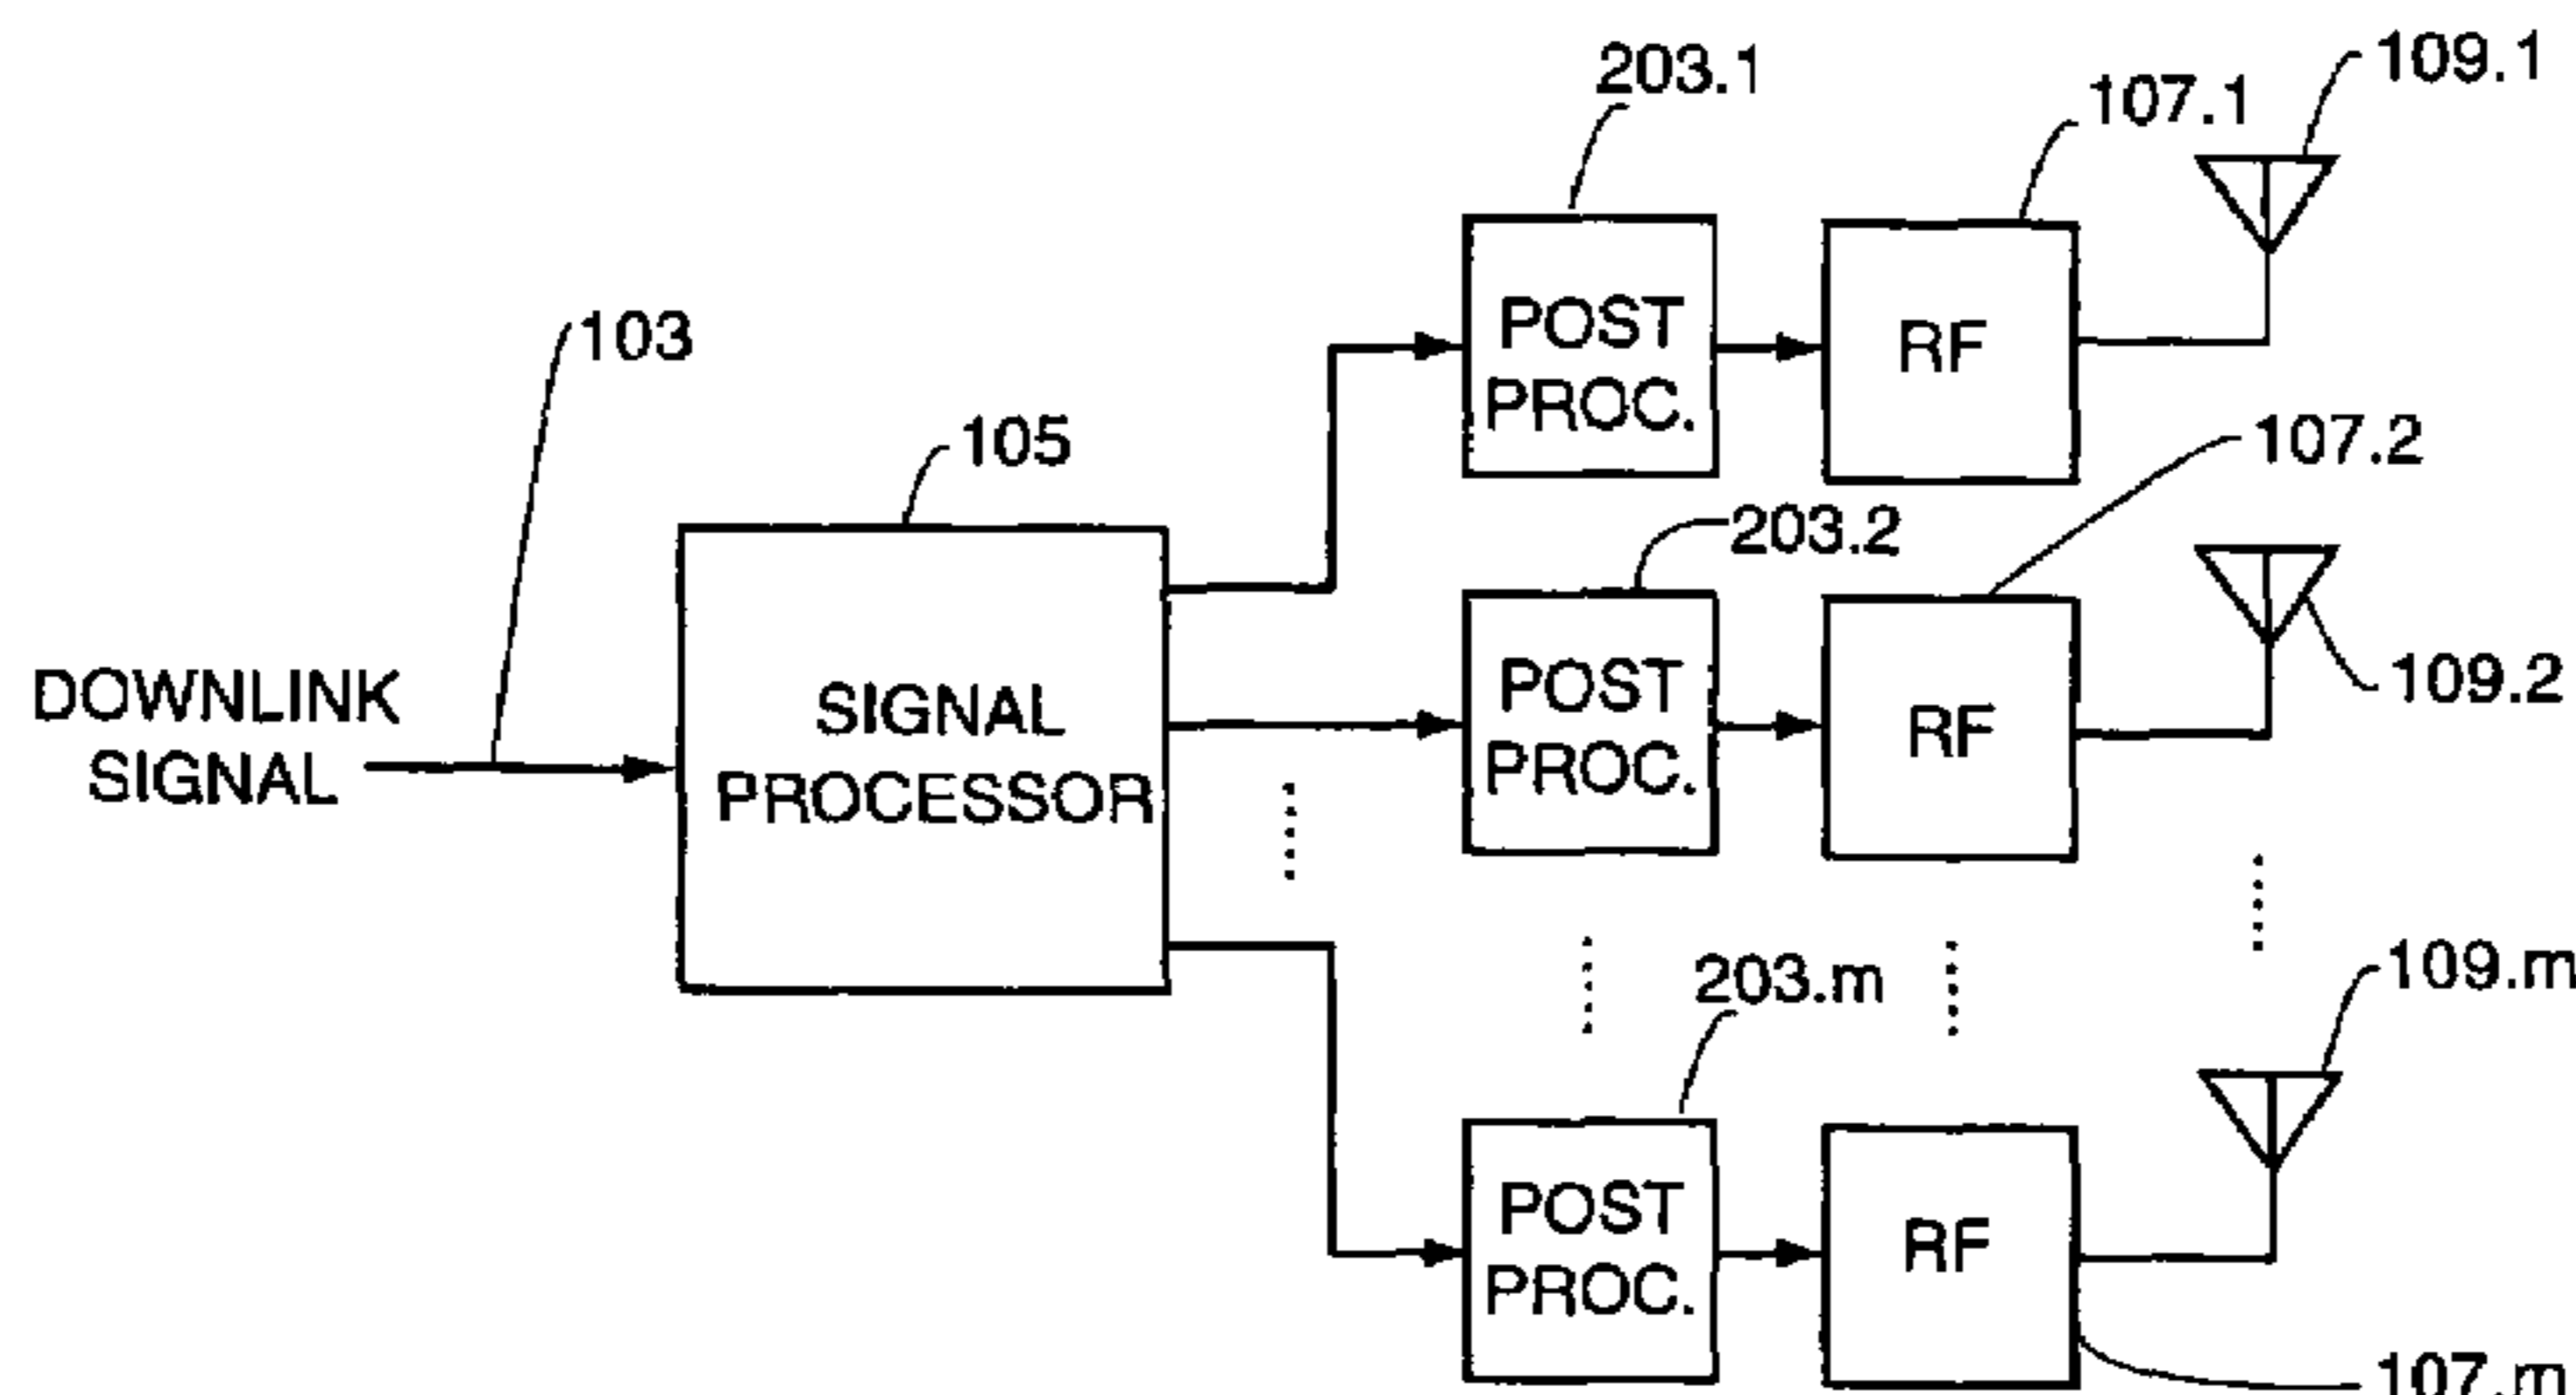 109.1
203.1
107.1
103
POST
PROC.
RF
105
107.2
203.2
DOWNLINK
SIGNAL
SIGNAL
PROCESSOR
POST
PROC.
RF
109.2
203.m
109.m
POST
PROC.
RF
107.m